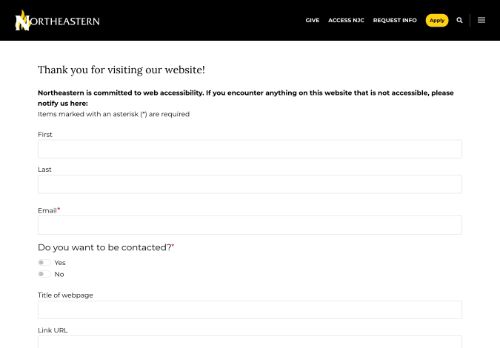 NORTHEASTERN
GIVE ACCESS NJC REQUEST INFO Apply
Thank you for visiting our website!
Northeastern is committed to web accessibility. If you encounter anything on this website that is not accessible, please
notify us here:
Items marked with an asterisk (*) are required
First
Last
Email*
Do you want to be contacted?*
Yes
No
Title of webpage
Link URL